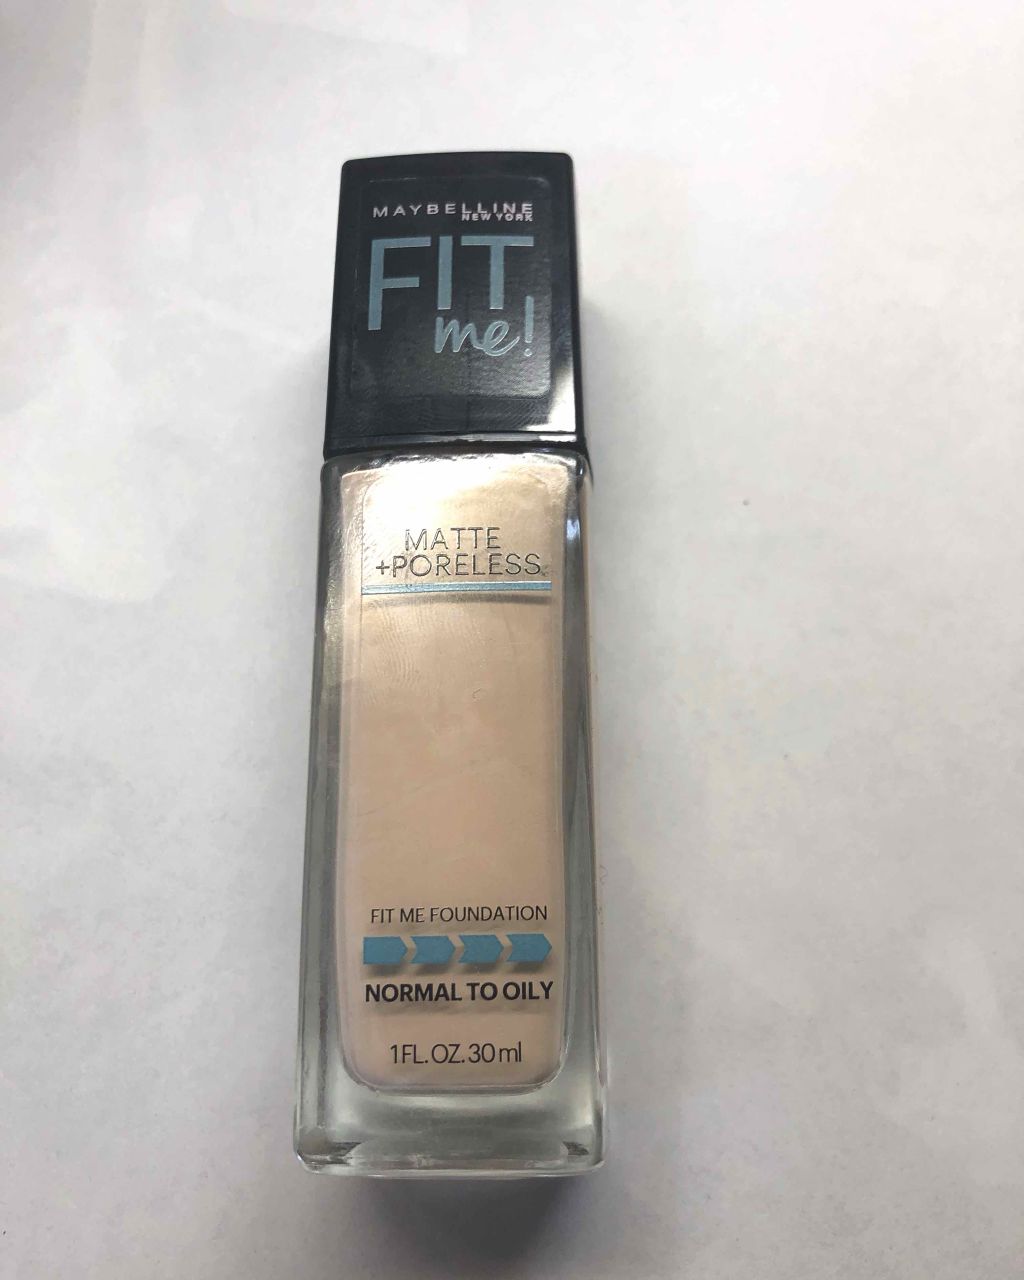 MAYBELLINE
NEW YORK
FIT
me!
MATTE
+PORELESS
FIT ME FOUNDATION
NORMAL TO OILY
1FL.OZ.30ml